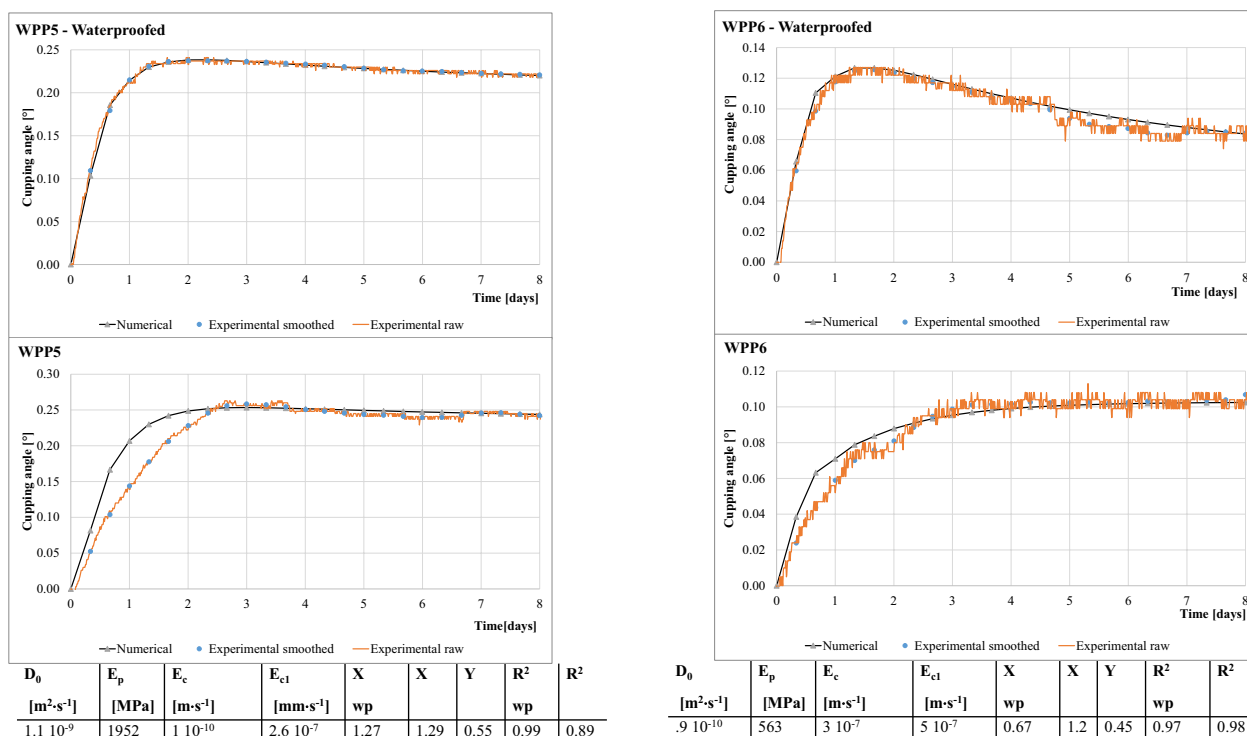 WPP5 - Waterproofed
0.25
0.20
0.15
0.10
0.05
0.00
Cupping angle [°]
0 1 2 3 4 5 6 7 8
Time [days]
Numerical Experimental smoothed Experimental raw
WPP5
0.30
0.25
0.20
0.15
0.10
0.05
0.00
Cupping angle [°]
0 1 2 3 4 5 6 7 8
Time[days]
Numerical Experimental smoothed Experimental raw
D₀ Eₚ E꜀ E꜀₁ X X Y R² R²
[m²·s⁻¹] [MPa] [m·s⁻¹] [mm·s⁻¹] wp wp
1.1 10⁻⁹ 1952 1 10⁻¹⁰ 2.6 10⁻⁷ 1.27 1.29 0.55 0.99 0.89
WPP6 - Waterproofed
0.14
0.12
0.10
0.08
0.06
0.04
0.02
0.00
Cupping angle [°]
0 1 2 3 4 5 6 7 8
Time [days]
Numerical Experimental smoothed Experimental raw
WPP6
0.12
0.10
0.08
0.06
0.04
0.02
0.00
Cupping angle [°]
0 1 2 3 4 5 6 7 8
Time [days]
Numerical Experimental smoothed Experimental raw
D₀ Eₚ E꜀ E꜀₁ X X Y R² R²
[m²·s⁻¹] [MPa] [m·s⁻¹] [m·s⁻¹] wp wp
.9 10⁻¹⁰ 563 3 10⁻⁷ 5 10⁻⁷ 0.67 1.2 0.45 0.97 0.98